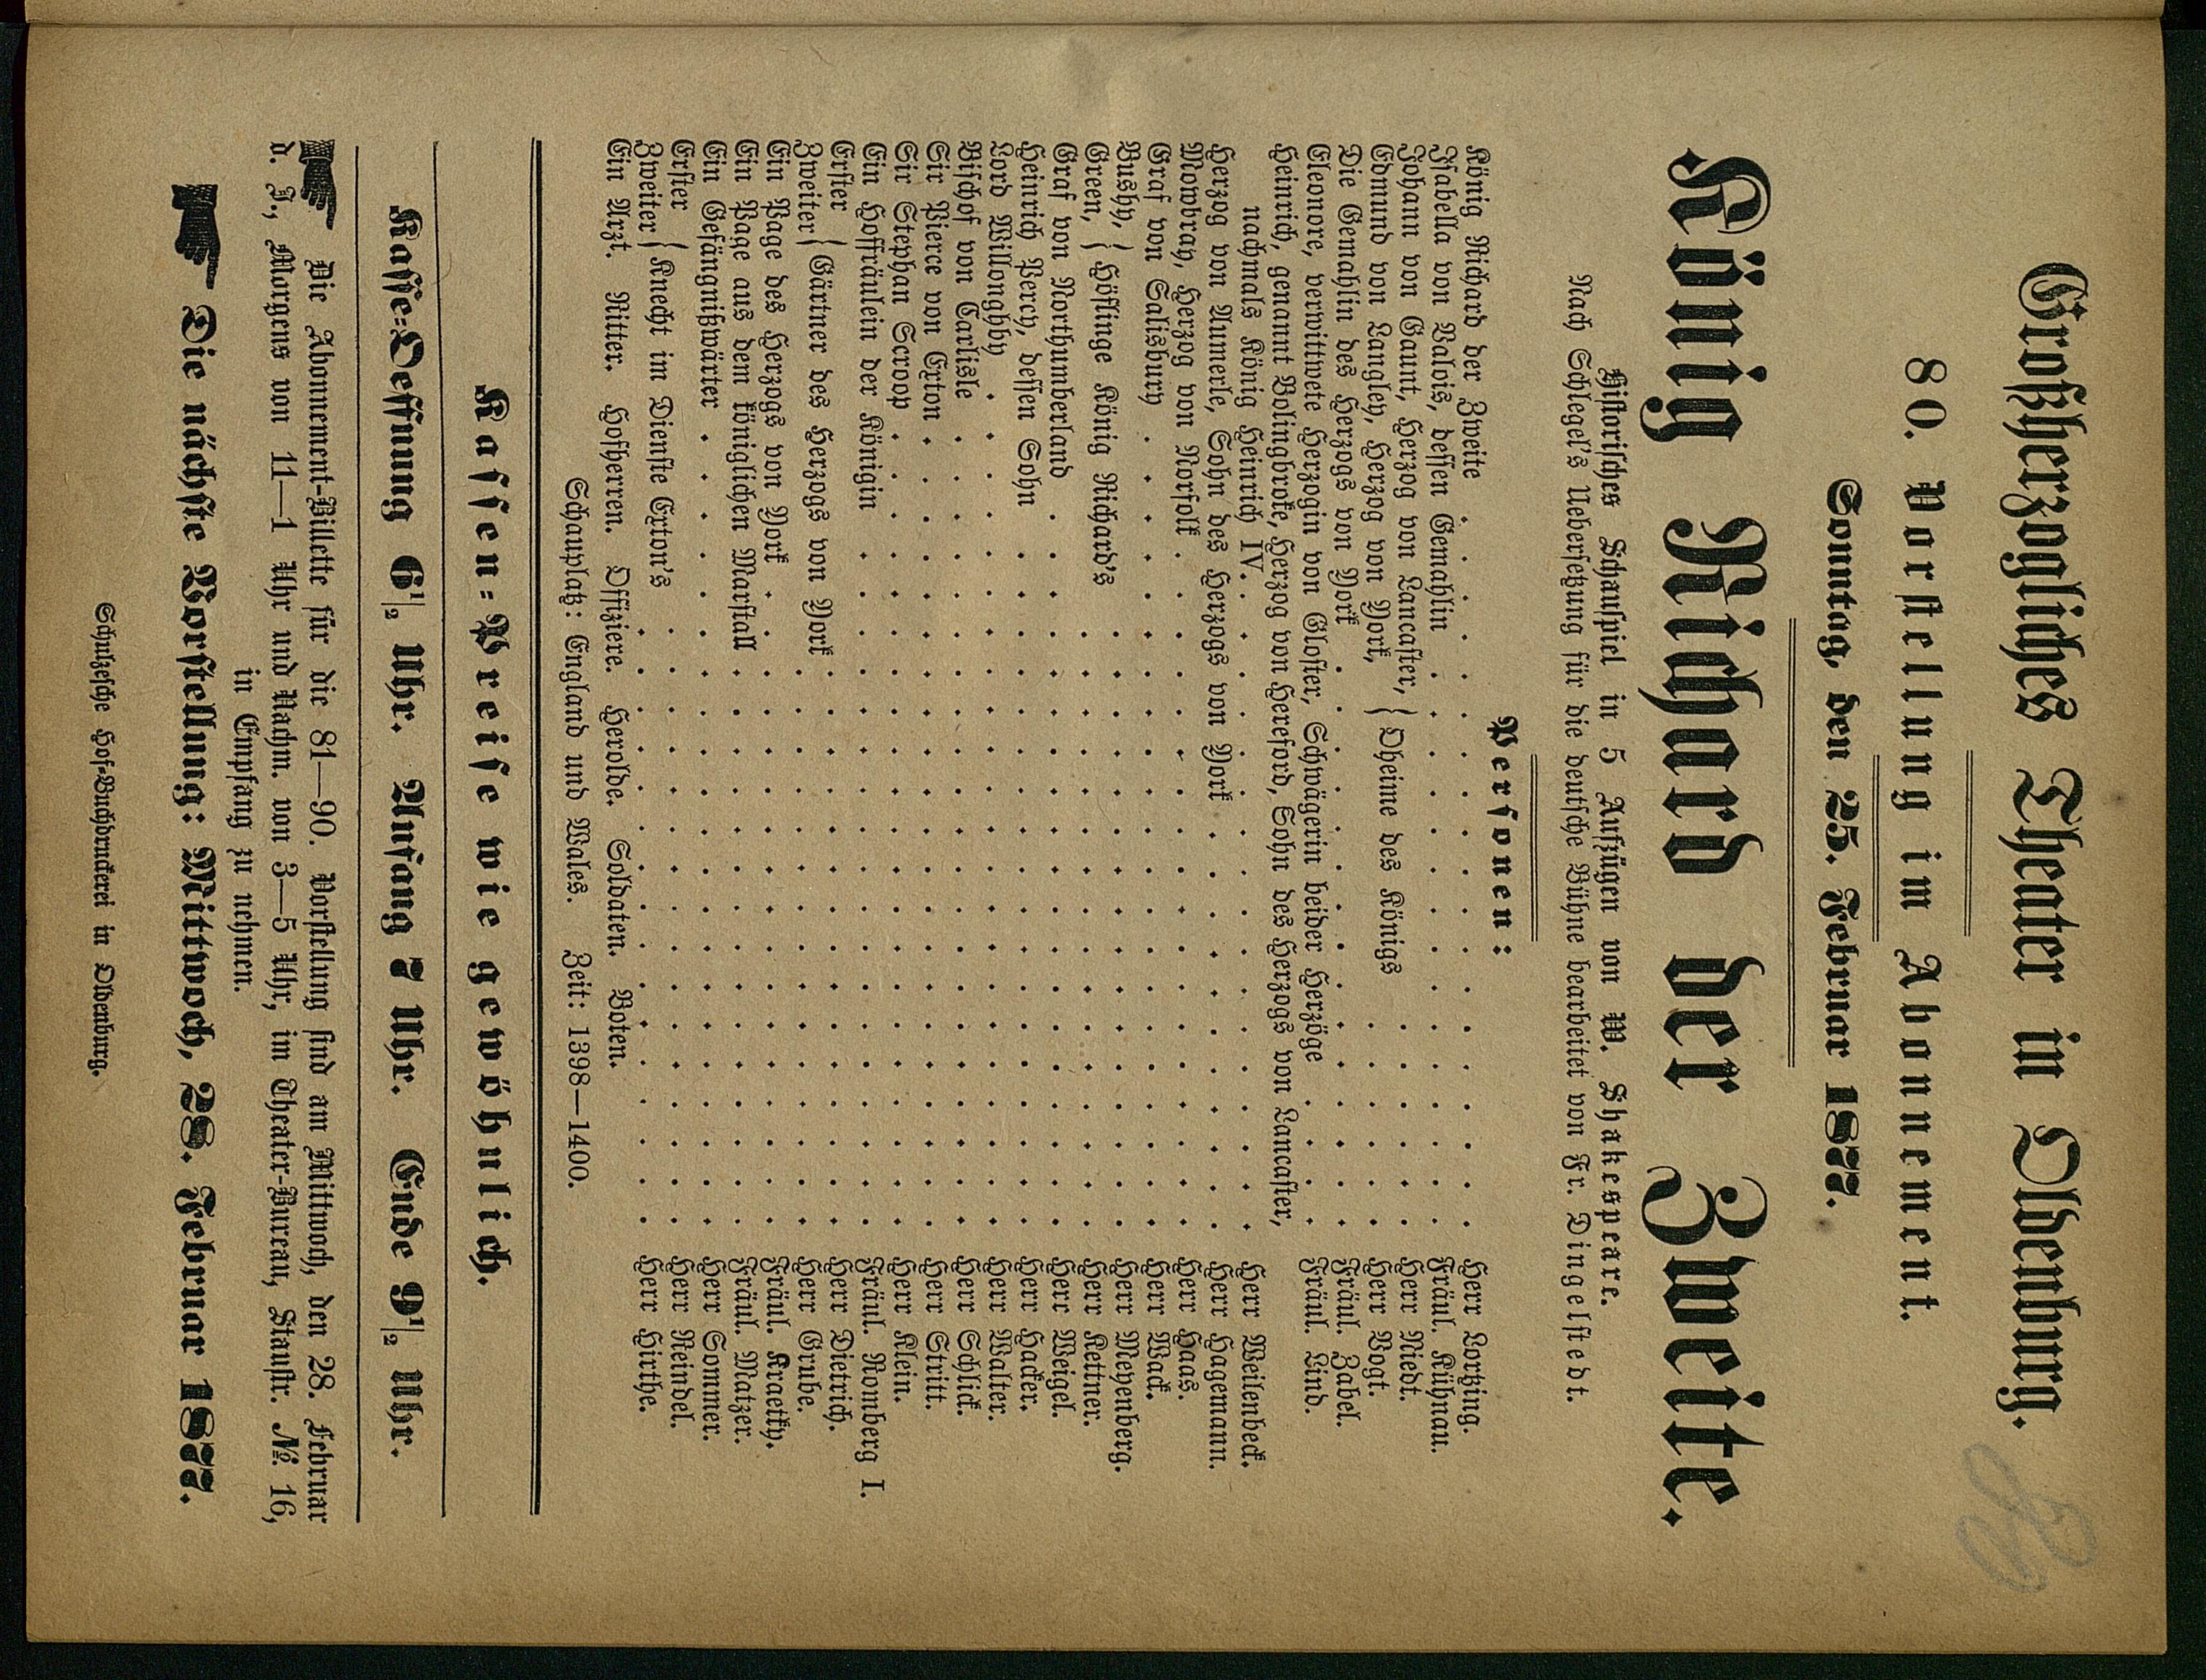 Großherzogliches Theater in Oldenburg.
80. Vorstellung im Abonnement.
Sonntag, den 25. Februar 1877.
König Richard der Zweite.
Historisches Schauspiel in 5 Aufzügen von W. Shakespeare.
Nach Schlegel's Uebersetzung für die deutsche Bühne bearbeitet von Fr. Dingelstedt.
Personen:
König Richard der Zweite . . . . . . . . . . Herr Lortzing.
Isabella von Valois, dessen Gemahlin . . . . . . . . Fräul. Kühnau.
Johann von Gaunt, Herzog von Lancaster, } Oheime des Königs . . . . Herr Riedt.
Edmund von Langley, Herzog von York, . . . . Herr Vogt.
Die Gemahlin des Herzogs von York . . . . . . . . Fräul. Zabel.
Eleonore, verwittwete Herzogin von Gloster, Schwägerin beider Herzöge . . . . Fräul. Lind.
Heinrich, genannt Bolingbroke, Herzog von Hereford, Sohn des Herzogs von Lancaster,
nachmals König Heinrich IV. . . . . . . . . . Herr Weilenbeck.
Herzog von Aumerle, Sohn des Herzogs von York . . . . . . Herr Hagemann.
Mowbray, Herzog von Norfolk . . . . . . . . . . Herr Haas.
Graf von Salisbury . . . . . . . . . . Herr Mack.
Bushy, } Höflinge König Richard's . . . . . . . . Herr Meyenberg.
Green, . . . . . . . . Herr Kettner.
Graf von Northumberland . . . . . . . . . . Herr Weigel.
Heinrich Percy, dessen Sohn . . . . . . . . . . Herr Hacker.
Lord Willonghby . . . . . . . . . . Herr Walter.
Bischof von Carlisle . . . . . . . . . . Herr Schlick.
Sir Pierce von Exton . . . . . . . . . . Herr Stritt.
Sir Stephan Scroop . . . . . . . . . . Herr Klein.
Ein Hoffräulein der Königin . . . . . . . . . . Fräul. Romberg I.
Erster } Gärtner des Herzogs von York . . . . . . . . Herr Dietrich.
Zweiter . . . . . . . . Herr Grube.
Ein Page des Herzogs von York . . . . . . . . Fräul. Kraetky.
Ein Page aus dem königlichen Marstall . . . . . . . . Fräul. Matzer.
Ein Gefängnißwärter . . . . . . . . . . Herr Sommer.
Erster } Knecht im Dienste Exton's . . . . . . . . Herr Reindel.
Zweiter . . . . . . . . Herr Hirthe.
Ein Arzt. Ritter. Hofherren. Offiziere. Herolde. Soldaten. Boten.
Schauplatz: England und Wales. Zeit: 1398—1400.
Kassen-Preise wie gewöhnlich.
Kasse-Oeffnung 6½ Uhr. Anfang 7 Uhr. Ende 9½ Uhr.
Die Abonnement-Billette für die 81—90. Vorstellung sind am Mittwoch, den 28. Februar
d. J., Morgens von 11—1 Uhr und Nachm. von 3—5 Uhr, im Theater-Bureau, Staustr. No. 16,
in Empfang zu nehmen.
Die nächste Vorstellung: Mittwoch, 28. Februar 1877.
Schulzesche Hof-Buchdruckerei in Oldenburg.